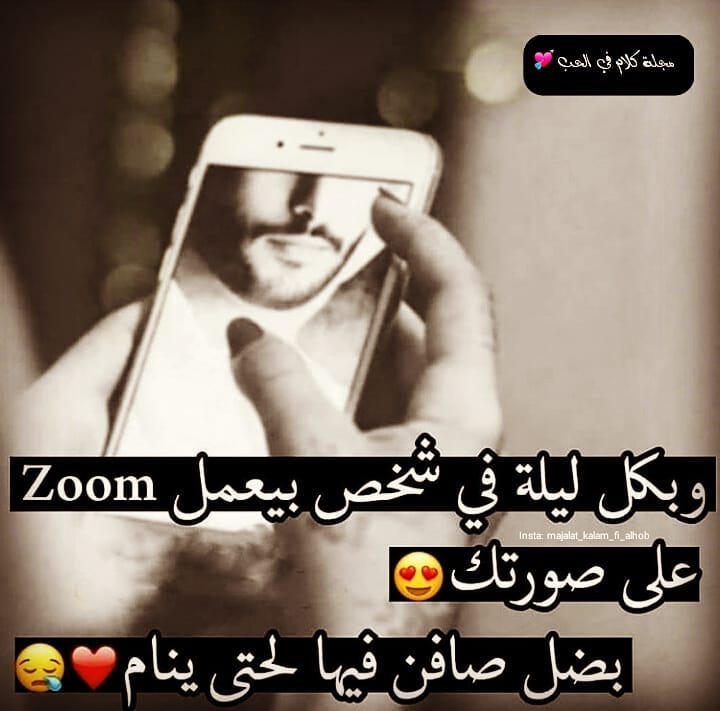 مجلة كلام في الحب 💘
وبكل ليلة في شخص بيعمل Zoom
Insta: majalat_kalam_fi_alhob
على صورتك😍
بضل صافن فيها لحتى ينام❤️😪